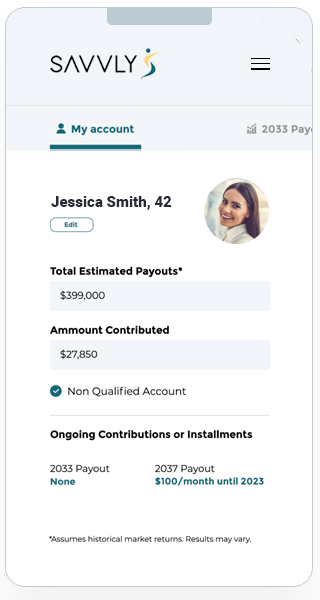 SAVVLY
My account
2033 Payo
Jessica Smith, 42
Edit
Total Estimated Payouts*
$399,000
Ammount Contributed
$27,850
Non Qualified Account
Ongoing Contributions or Installments
2033 Payout
2037 Payout
None
$100/month until 2023
*Assumes historical market returns. Results may vary.